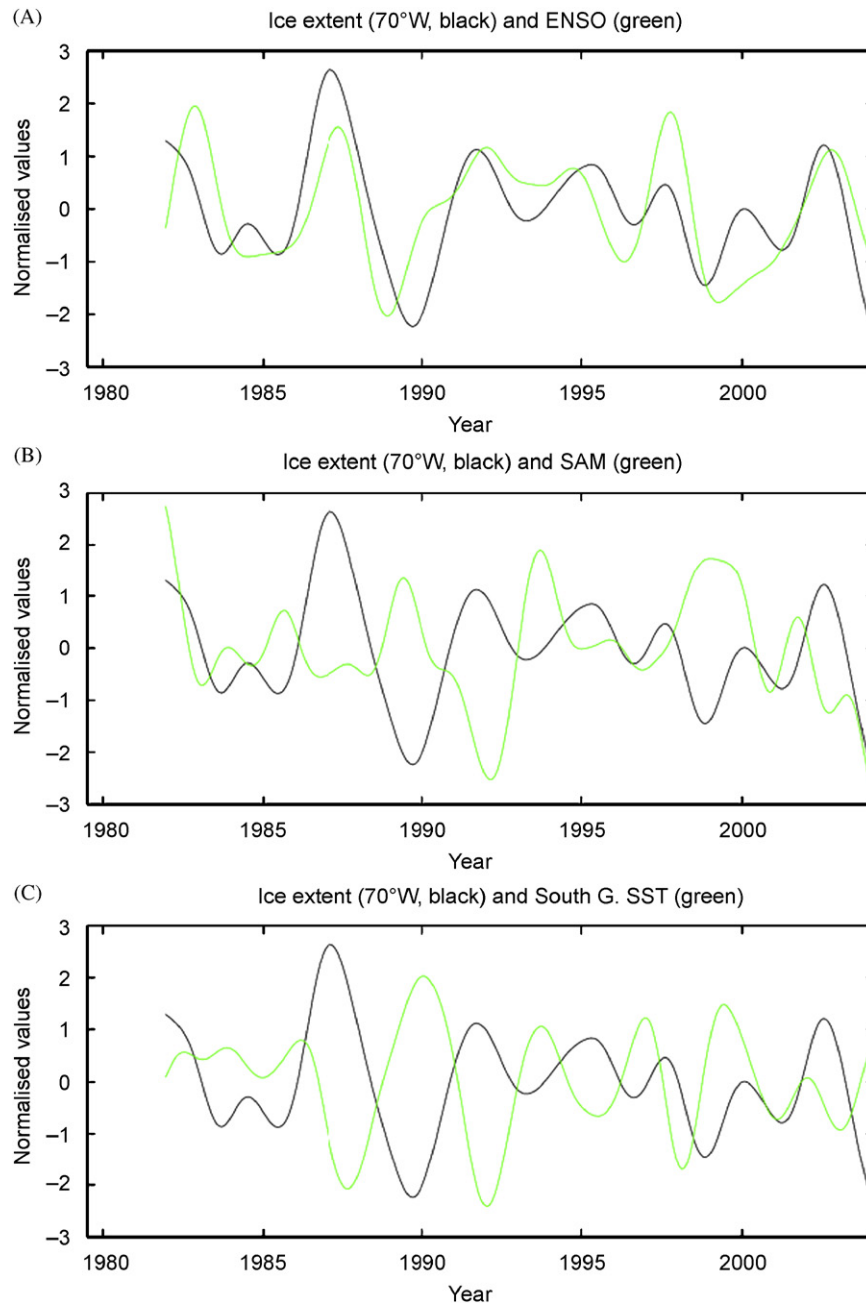 (A)
Ice extent (70°W, black) and ENSO (green)
3
2
1
0
–1
–2
–3
Normalised values
1980 1985 1990 1995 2000
Year
(B)
Ice extent (70°W, black) and SAM (green)
3
2
1
0
–1
–2
–3
Normalised values
1980 1985 1990 1995 2000
Year
(C)
Ice extent (70°W, black) and South G. SST (green)
3
2
1
0
–1
–2
–3
Normalised values
1980 1985 1990 1995 2000
Year